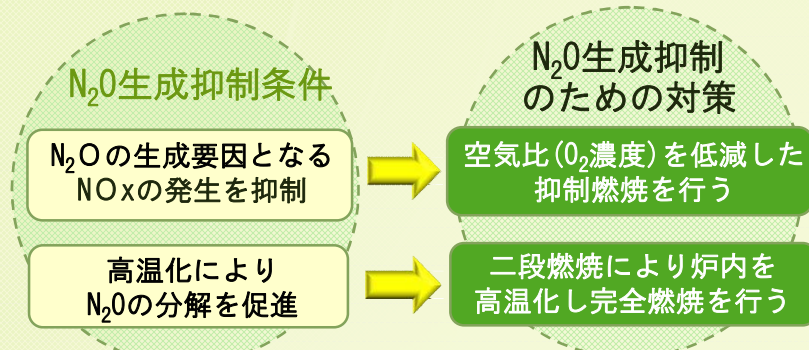 N₂O生成抑制条件
N₂Oの生成要因となる
NOxの発生を抑制
高温化により
N₂Oの分解を促進
N₂O生成抑制
のための対策
空気比(O₂濃度)を低減した
抑制燃焼を行う
二段燃焼により炉内を
高温化し完全燃焼を行う